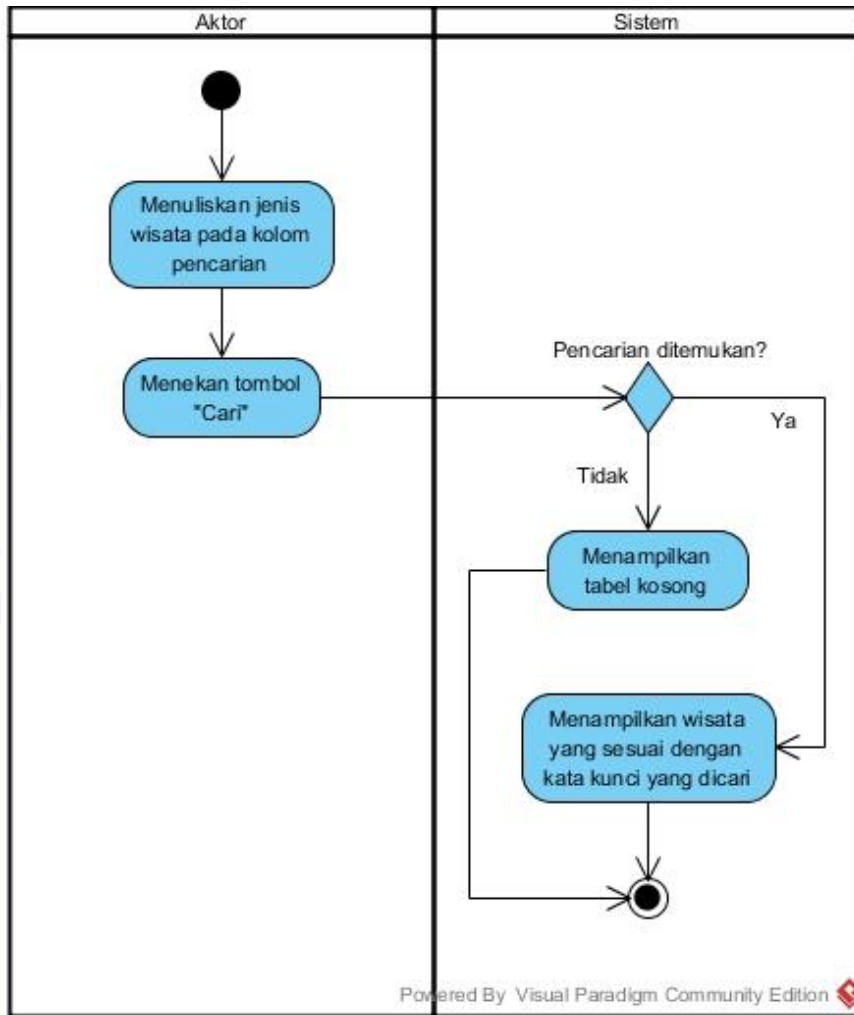 Aktor
Sistem
Menuliskan jenis
wisata pada kolom
pencarian
Pencarian ditemukan?
Menekan tombol
"Cari"
Ya
Tidak
Menampilkan
tabel kosong
Menampilkan wisata
yang sesuai dengan
kata kunci yang dicari
Powered By Visual Paradigm Community Edition